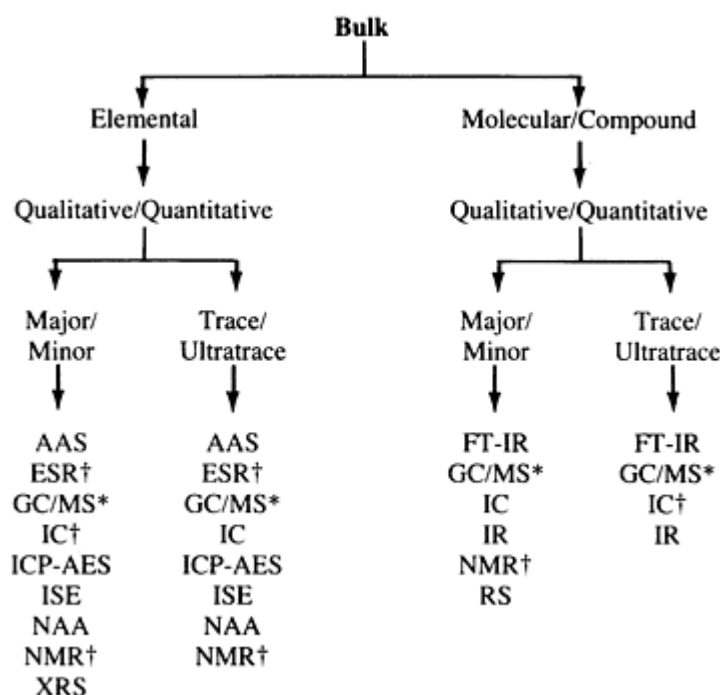 Bulk
Elemental
Molecular/Compound
Qualitative/Quantitative
Qualitative/Quantitative
Major/
Minor
Trace/
Ultratrace
Major/
Minor
Trace/
Ultratrace
AAS
ESR†
GC/MS*
IC†
ICP-AES
ISE
NAA
NMR†
XRS
AAS
ESR†
GC/MS*
IC
ICP-AES
ISE
NAA
NMR†
FT-IR
GC/MS*
IC
IR
NMR†
RS
FT-IR
GC/MS*
IC†
IR